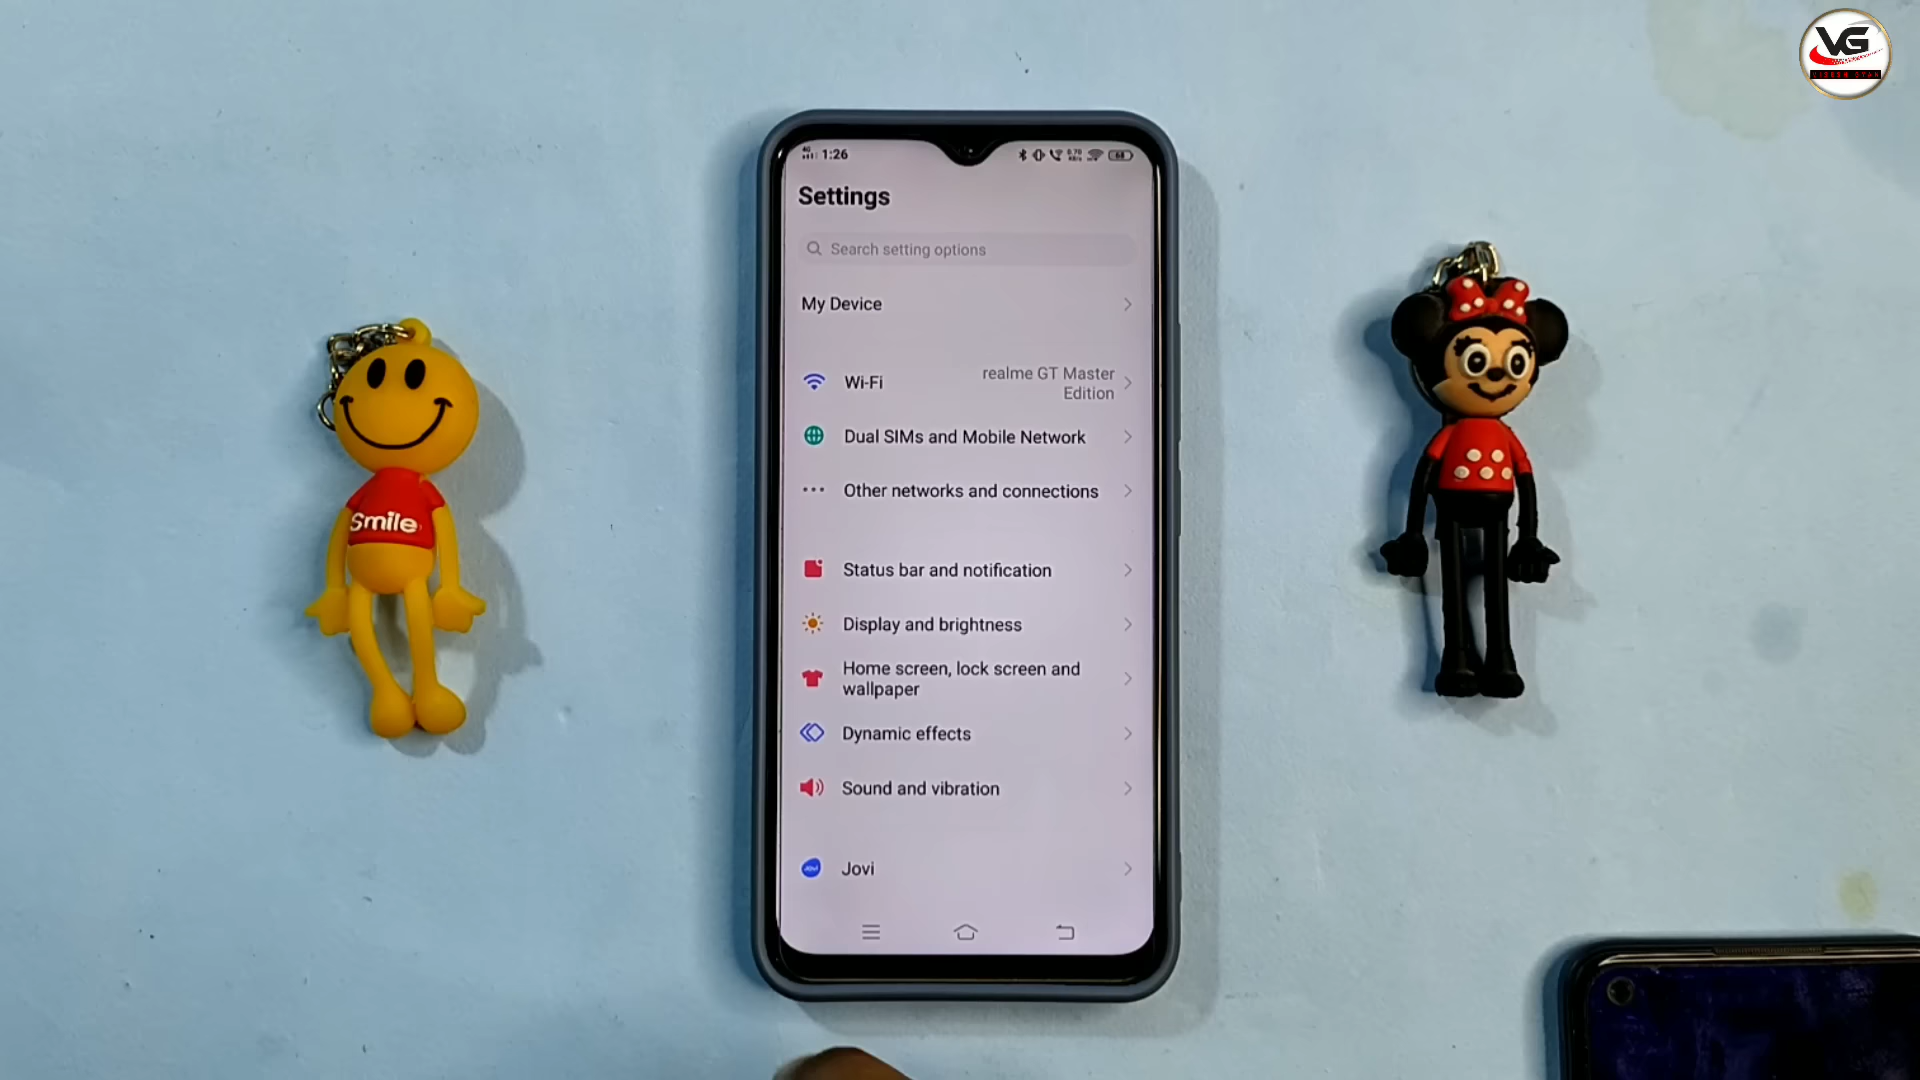 VG
1:26
Settings
Search setting options
My Device
Wi-Fi
realme GT Master
Edition
Dual SIMs and Mobile Network
Other networks and connections
Status bar and notification
Display and brightness
Home screen, lock screen and
wallpaper
Dynamic effects
Sound and vibration
Jovi
Smile